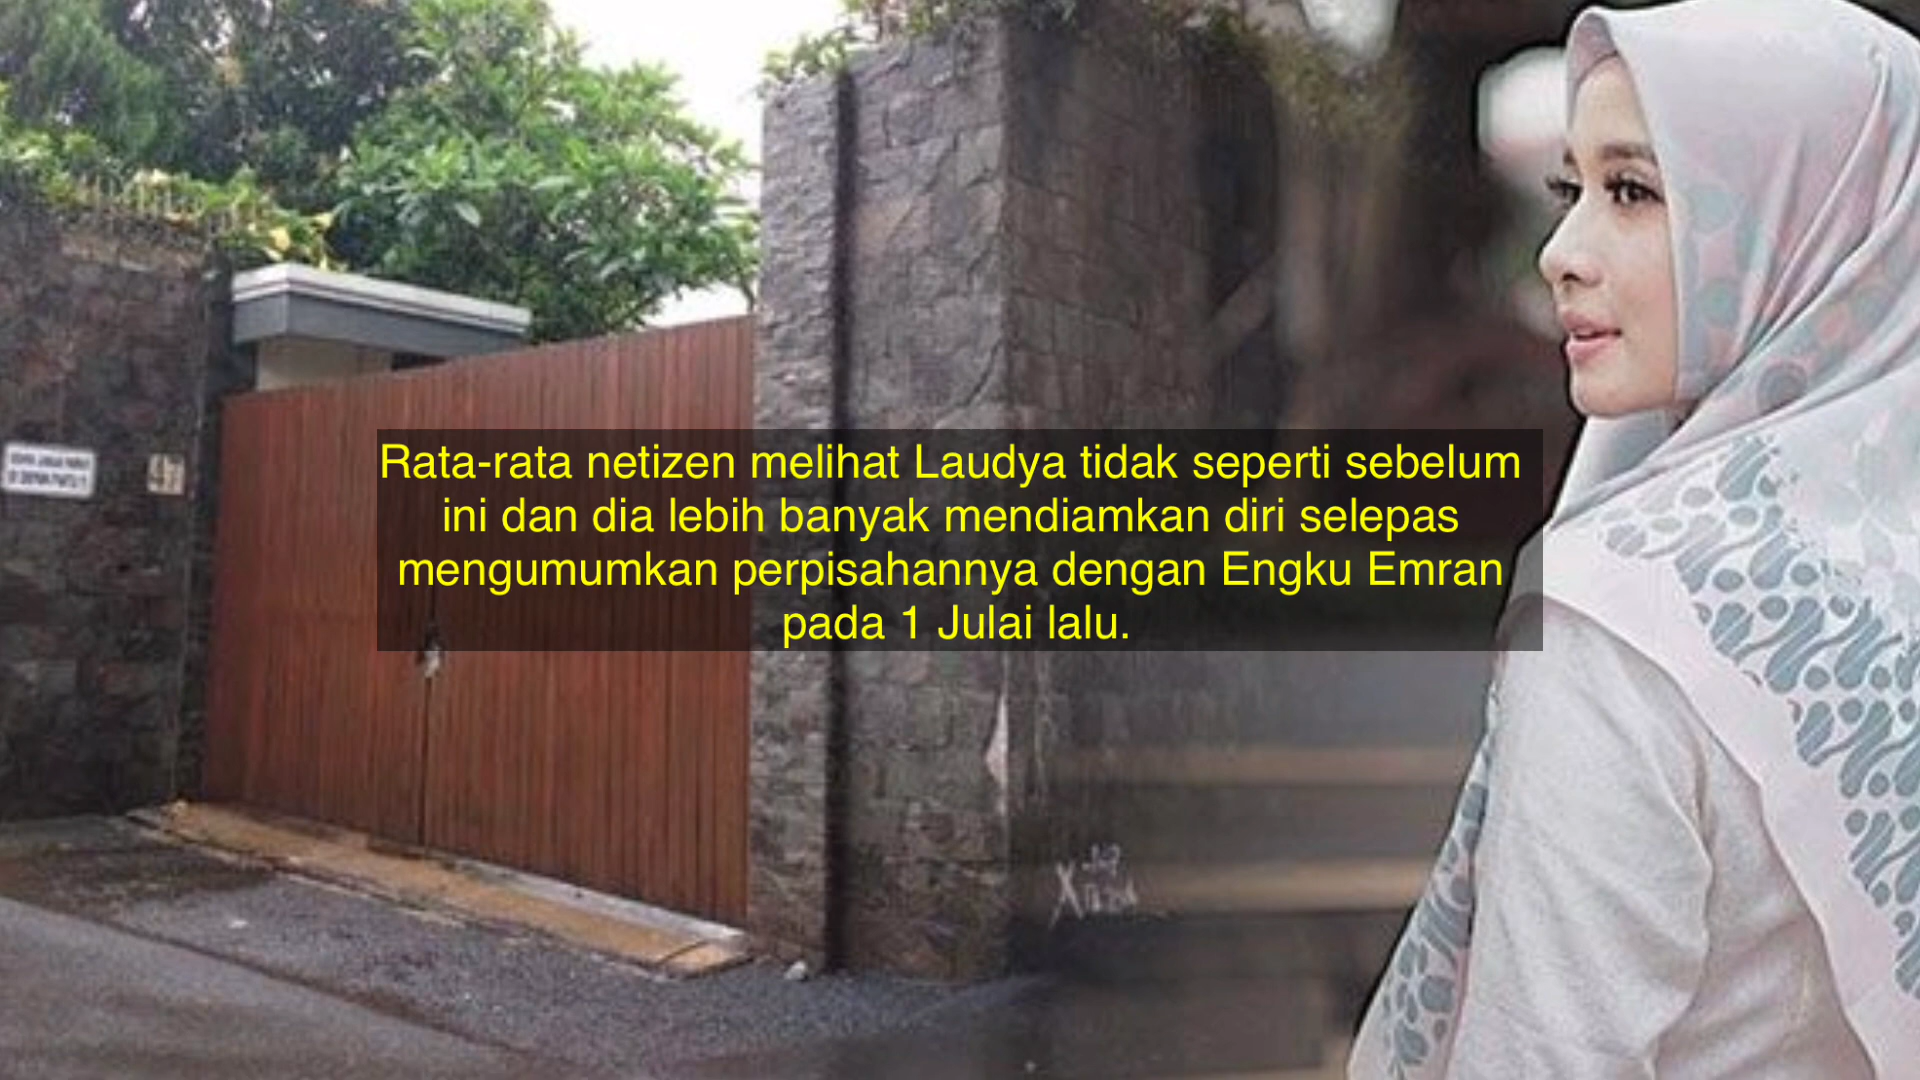 Rata-rata netizen melihat Laudya tidak seperti sebelum
ini dan dia lebih banyak mendiamkan diri selepas
mengumumkan perpisahannya dengan Engku Emran
pada 1 Julai lalu.